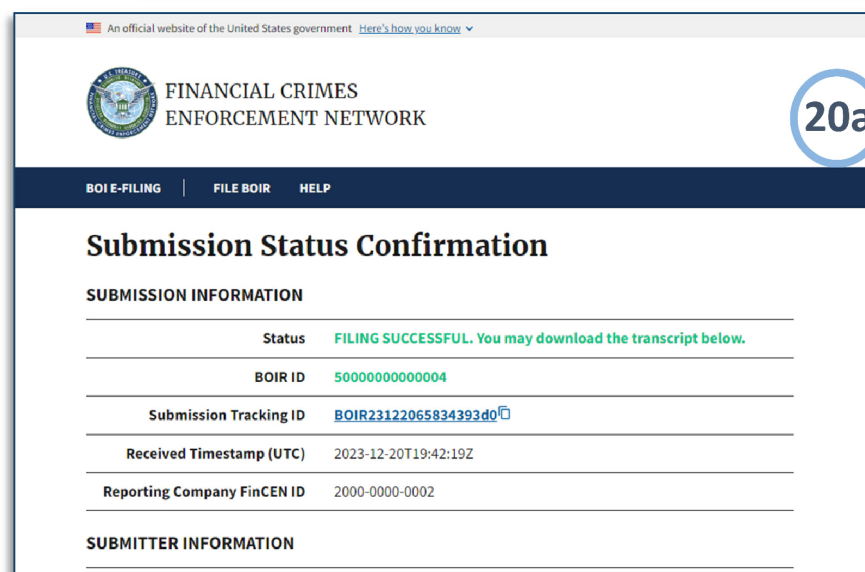 An official website of the United States government Here's how you know
FINANCIAL CRIMES
ENFORCEMENT NETWORK
20a
BOI E-FILING FILE BOIR HELP
Submission Status Confirmation
SUBMISSION INFORMATION
Status FILING SUCCESSFUL. You may download the transcript below.
BOIR ID 50000000000004
Submission Tracking ID BOIR23122065834393d0
Received Timestamp (UTC) 2023-12-20T19:42:19Z
Reporting Company FinCEN ID 2000-0000-0002
SUBMITTER INFORMATION